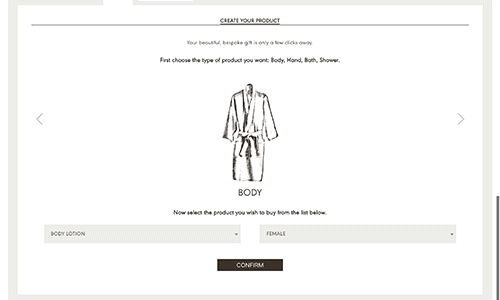 CREATE YOUR PRODUCT
Your beautiful, bespoke gift is only a few clicks away.
First choose the type of product you want: Body, Hand, Bath, Shower.
BODY
Now select the product you wish to buy from the list below.
BODY LOTION
FEMALE
CONFIRM